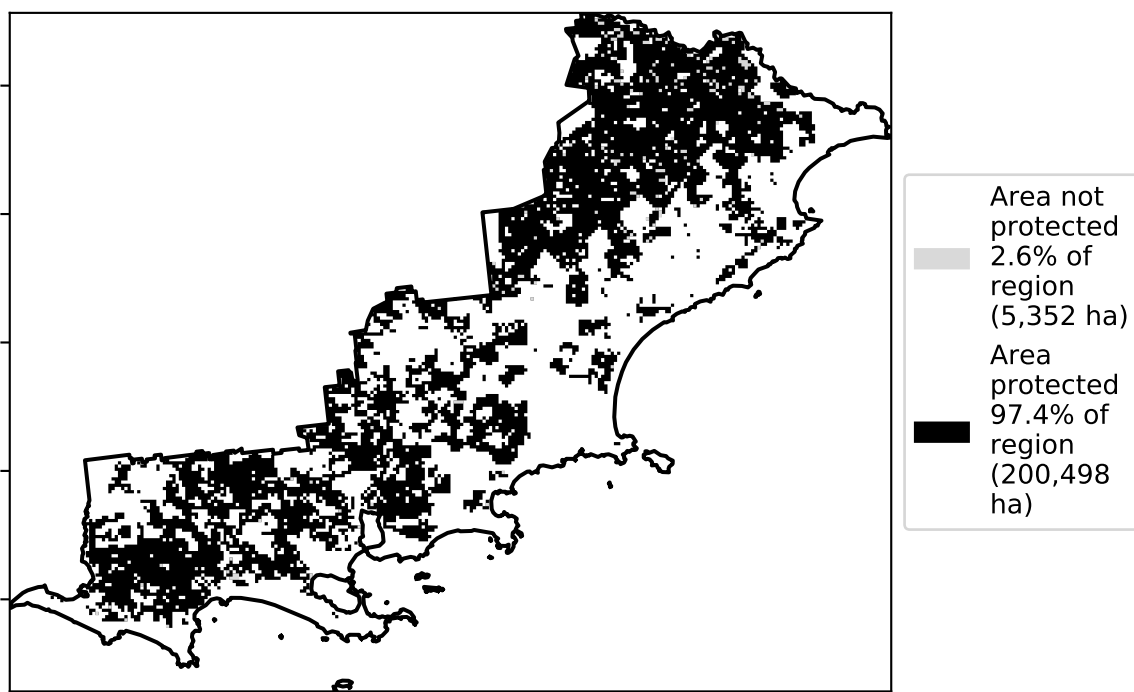 Area not
protected
2.6% of
region
(5,352 ha)
Area
protected
97.4% of
region
(200,498
ha)